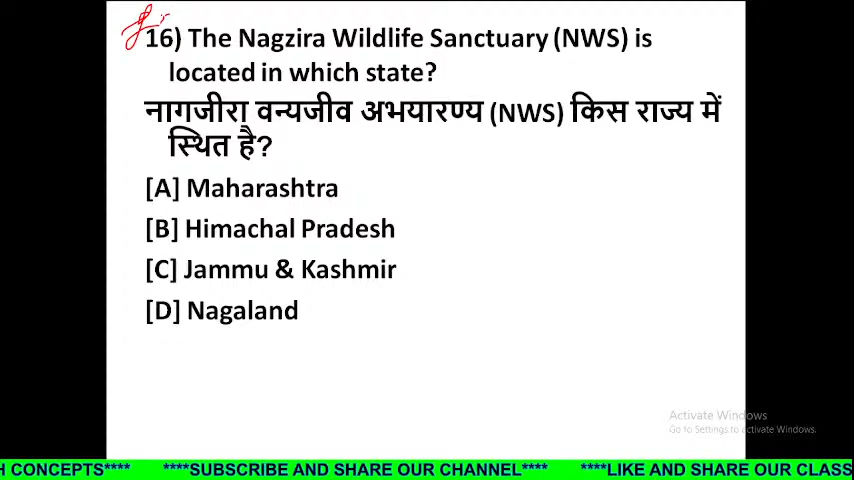 16) The Nagzira Wildlife Sanctuary (NWS) is
located in which state?
नागजीरा वन्यजीव अभयारण्य (NWS) किस राज्य में
स्थित है?
[A] Maharashtra
[B] Himachal Pradesh
[C] Jammu & Kashmir
[D] Nagaland
Activate Windows
Go to Settings to activate Windows.
H CONCEPTS**** ****SUBSCRIBE AND SHARE OUR CHANNEL**** ****LIKE AND SHARE OUR CLASS